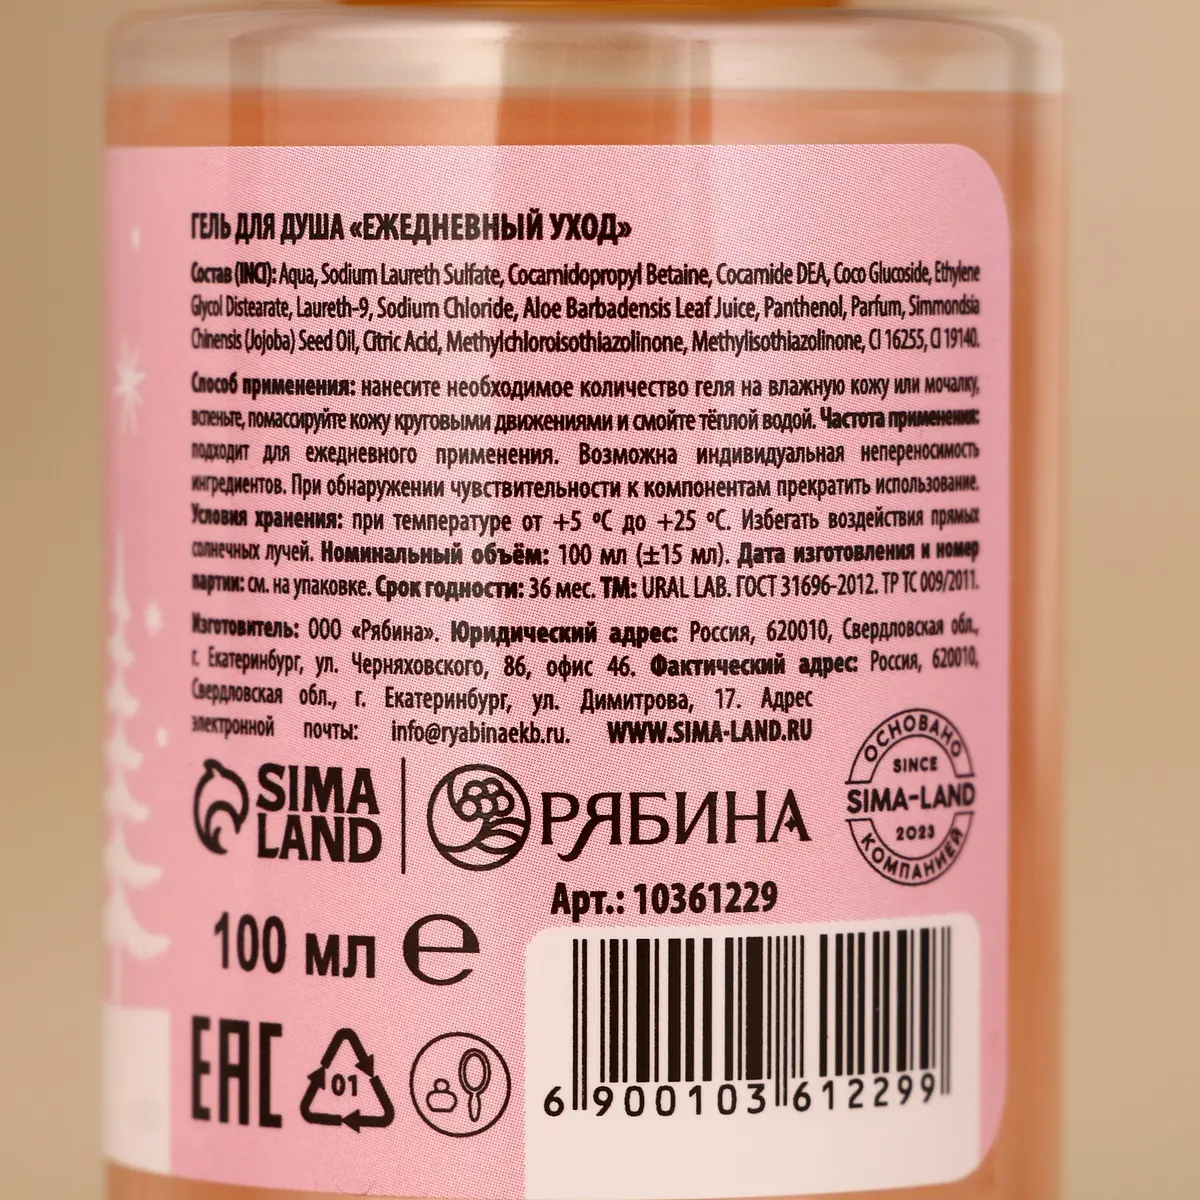 ГЕЛЬ ДЛЯ ДУША «ЕЖЕДНЕВНЫЙ УХОД»
Состав (INCI): Aqua, Sodium Laureth Sulfate, Cocamidopropyl Betaine, Cocamide DEA, Coco Glucoside, Ethylene
Glycol Distearate, Laureth-9, Sodium Chloride, Aloe Barbadensis Leaf Juice, Panthenol, Parfum, Simmondsia
Chinensis (Jojoba) Seed Oil, Citric Acid, Methylchloroisothiazolinone, Methylisothiazolinone, CI 16255, CI 19140.
Способ применения: нанесите необходимое количество геля на влажную кожу или мочалку,
вспеньте, помассируйте кожу круговыми движениями и смойте тёплой водой. Частота применения:
подходит для ежедневного применения. Возможна индивидуальная непереносимость
ингредиентов. При обнаружении чувствительности к компонентам прекратить использование.
Условия хранения: при температуре от +5 ºС до +25 ºС. Избегать воздействия прямых
солнечных лучей. Номинальный объём: 100 мл (±15 мл). Дата изготовления и номер
партии: см. на упаковке. Срок годности: 36 мес. ТМ: URAL LAB. ГОСТ 31696-2012. ТР ТС 009/2011.
Изготовитель: ООО «Рябина». Юридический адрес: Россия, 620010, Свердловская обл.,
г. Екатеринбург, ул. Черняховского, 86, офис 46. Фактический адрес: Россия, 620010,
Свердловская обл., г. Екатеринбург, ул. Димитрова, 17. Адрес
электронной почты: info@ryabinaekb.ru. WWW.SIMA-LAND.RU
SIMA
LAND
РЯБИНА
ОСНОВАНО
SINCE
SIMA-LAND
2023
КОМПАНИЕЙ
Арт.: 10361229
100 мл e
EAC
01
6 900103 612299